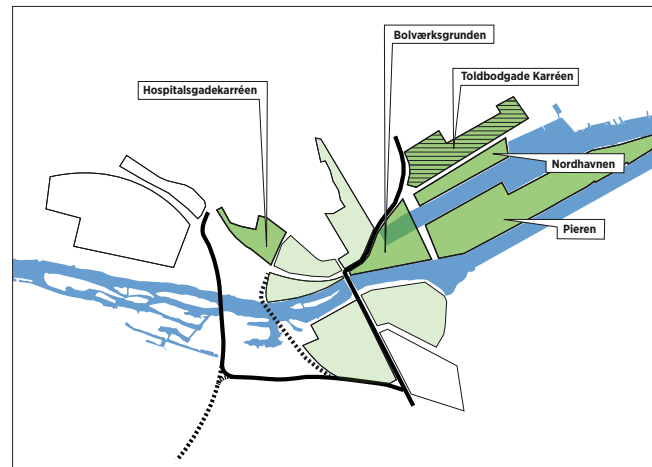 Bolværksgrunden
Toldbodgade Karréen
Hospitalsgadekarréen
Nordhavnen
Pieren